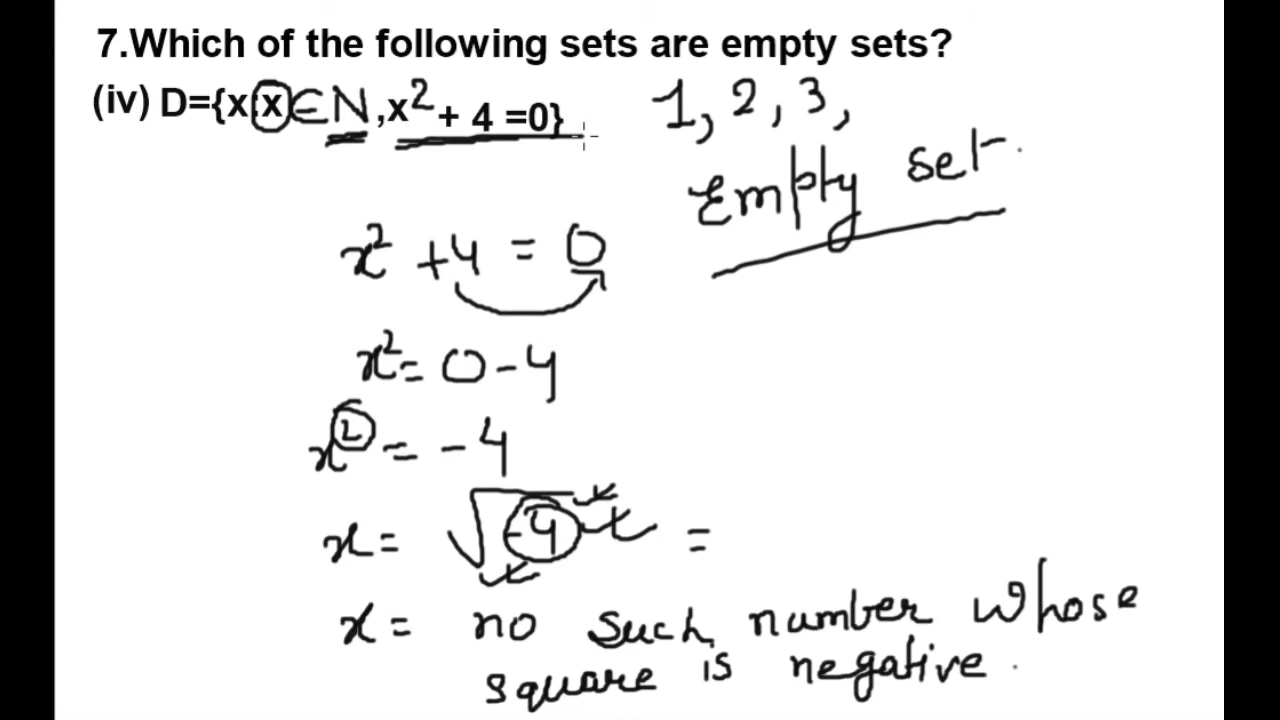 7.Which of the following sets are empty sets?
(iv) D={x:x∈N,x²+ 4 =0} 1, 2, 3,
Empty set.
x² + 4 = 0
x² = 0 - 4
x² = - 4
x = √-4 =
x = no such number whose
square is negative.